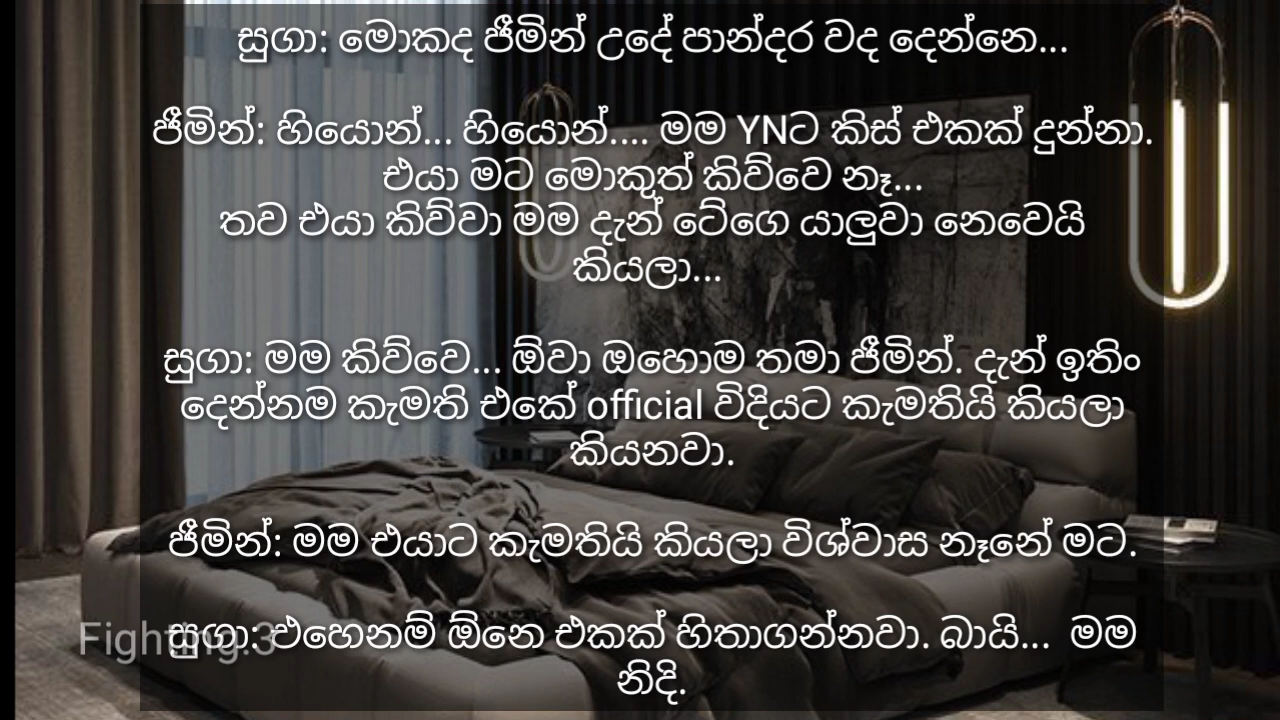 සුගා: මොකද ජීමින් උදේ පාන්දර වද දෙන්නෙ...
ජීමින්: හියොන්... හියොන්.... මම YNට කිස් එකක් දුන්නා.
එයා මට මොකුත් කිව්වෙ නෑ...
තව එයා කිව්වා මම දැන් ටේගෙ යාලුවා නෙවෙයි
කියලා...
සුගා: මම කිව්වෙ... ඕවා ඔහොම තමා ජීමින්. දැන් ඉතිං
දෙන්නම කැමති එකේ official විදියට කැමතියි කියලා
කියනවා.
ජීමින්: මම එයාට කැමතියි කියලා විශ්වාස නෑනේ මට.
සුගා: එහෙනම් ඕනෙ එකක් හිතාගන්නවා. බායි... මම
නිදි.
Fighting.3